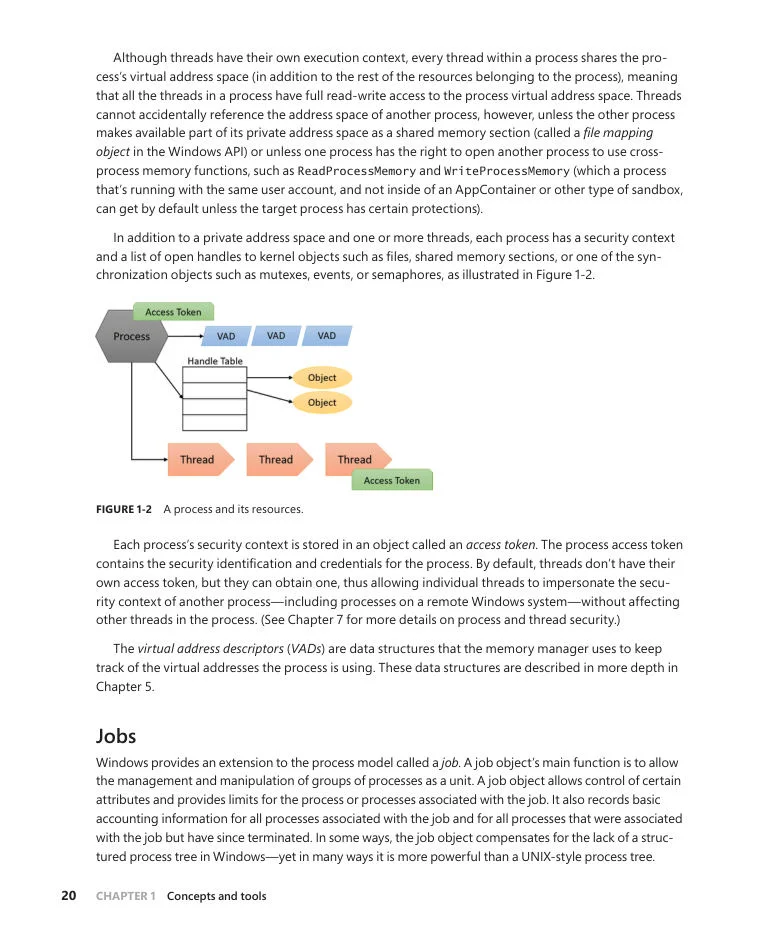 Although threads have their own execution context, every thread within a process shares the pro-
cess's virtual address space (in addition to the rest of the resources belonging to the process), meaning
that all the threads in a process have full read-write access to the process virtual address space. Threads
cannot accidentally reference the address space of another process, however, unless the other process
makes available part of its private address space as a shared memory section (called a file mapping
object in the Windows API) or unless one process has the right to open another process to use cross-
process memory functions, such as ReadProcessMemory and WriteProcessMemory (which a process
that's running with the same user account, and not inside of an AppContainer or other type of sandbox,
can get by default unless the target process has certain protections).
In addition to a private address space and one or more threads, each process has a security context
and a list of open handles to kernel objects such as files, shared memory sections, or one of the syn-
chronization objects such as mutexes, events, or semaphores, as illustrated in Figure 1-2.
Access Token
Process
VAD VAD VAD
Handle Table
Object
Object
Thread Thread Thread
Access Token
FIGURE 1-2 A process and its resources.
Each process's security context is stored in an object called an access token. The process access token
contains the security identification and credentials for the process. By default, threads don't have their
own access token, but they can obtain one, thus allowing individual threads to impersonate the secu-
rity context of another process—including processes on a remote Windows system—without affecting
other threads in the process. (See Chapter 7 for more details on process and thread security.)
The virtual address descriptors (VADs) are data structures that the memory manager uses to keep
track of the virtual addresses the process is using. These data structures are described in more depth in
Chapter 5.
Jobs
Windows provides an extension to the process model called a job. A job object's main function is to allow
the management and manipulation of groups of processes as a unit. A job object allows control of certain
attributes and provides limits for the process or processes associated with the job. It also records basic
accounting information for all processes associated with the job and for all processes that were associated
with the job but have since terminated. In some ways, the job object compensates for the lack of a struc-
tured process tree in Windows—yet in many ways it is more powerful than a UNIX-style process tree.
20 CHAPTER 1 Concepts and tools